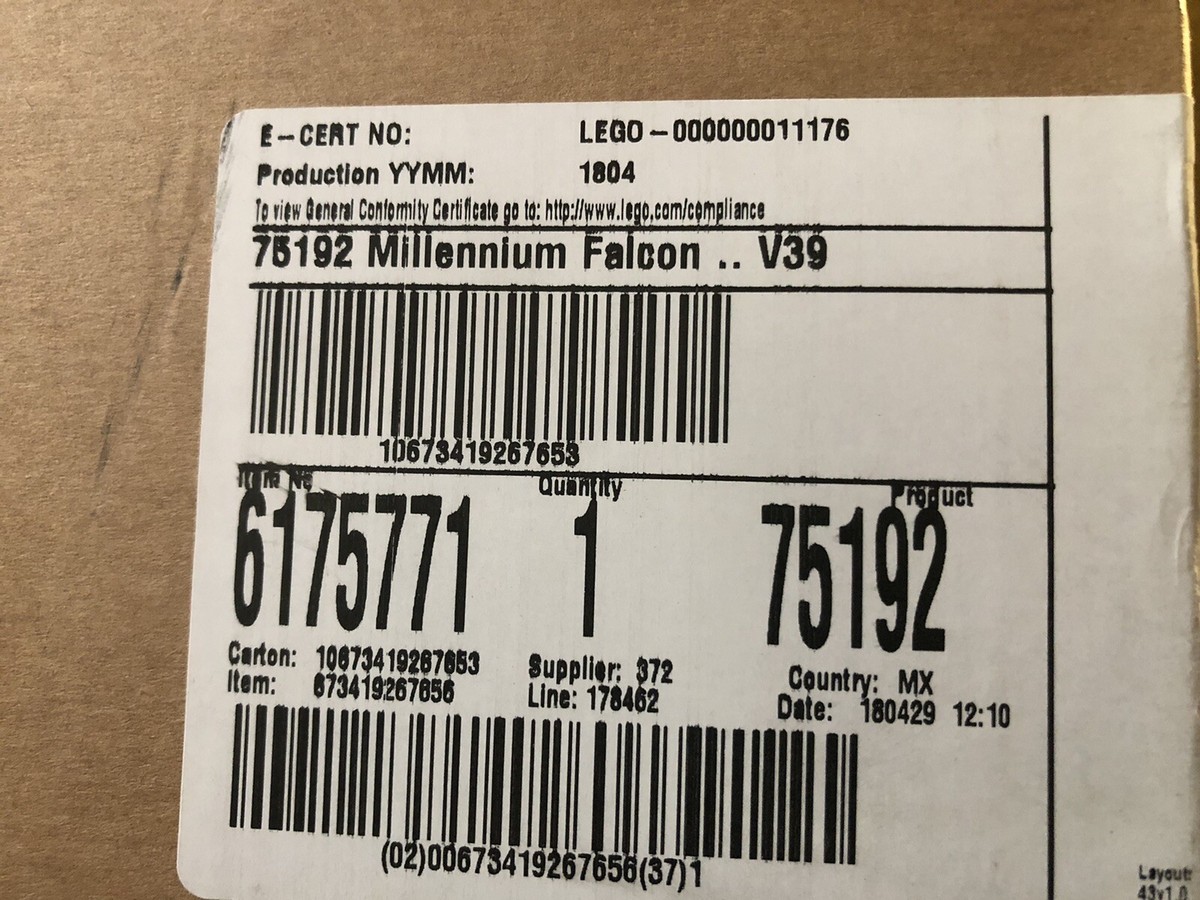 E-CERT NO: LEGO-000000011176
Production YYMM: 1804
To view General Conformity Certificate go to: http://www.lego.com/compliance
75192 Millennium Falcon .. V39
10673419267653
Item No Quantity Product
6175771 1 75192
Carton: 10673419267653 Supplier: 372 Country: MX
Item: 673419267656 Line: 178462 Date: 180429 12:10
(02)00673419267656(37)1
Layout:
43v1.0